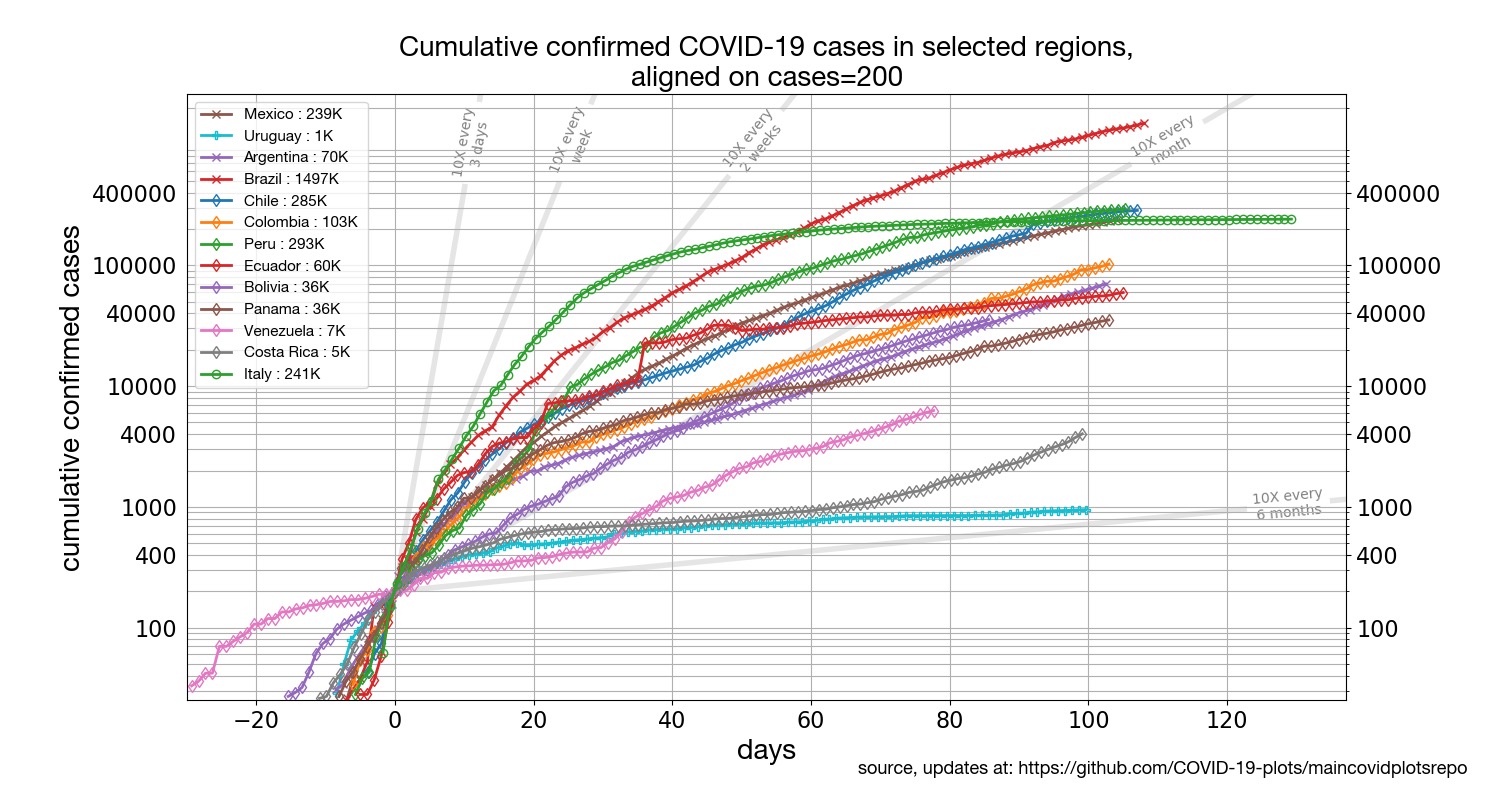 Cumulative confirmed COVID-19 cases in selected regions,
aligned on cases=200
Mexico : 239K
Uruguay : 1K
Argentina : 70K
Brazil : 1497K
Chile : 285K
Colombia : 103K
Peru : 293K
Ecuador : 60K
Bolivia : 36K
Panama : 36K
Venezuela : 7K
Costa Rica : 5K
Italy : 241K
10X every
3 days
10X every
week
10X every
2 weeks
10X every
month
10X every
6 months
cumulative confirmed cases
400000
100000
40000
10000
4000
1000
400
100
400000
100000
40000
10000
4000
1000
400
100
−20
0
20
40
60
80
100
120
days
source, updates at: https://github.com/COVID-19-plots/maincovidplotsrepo